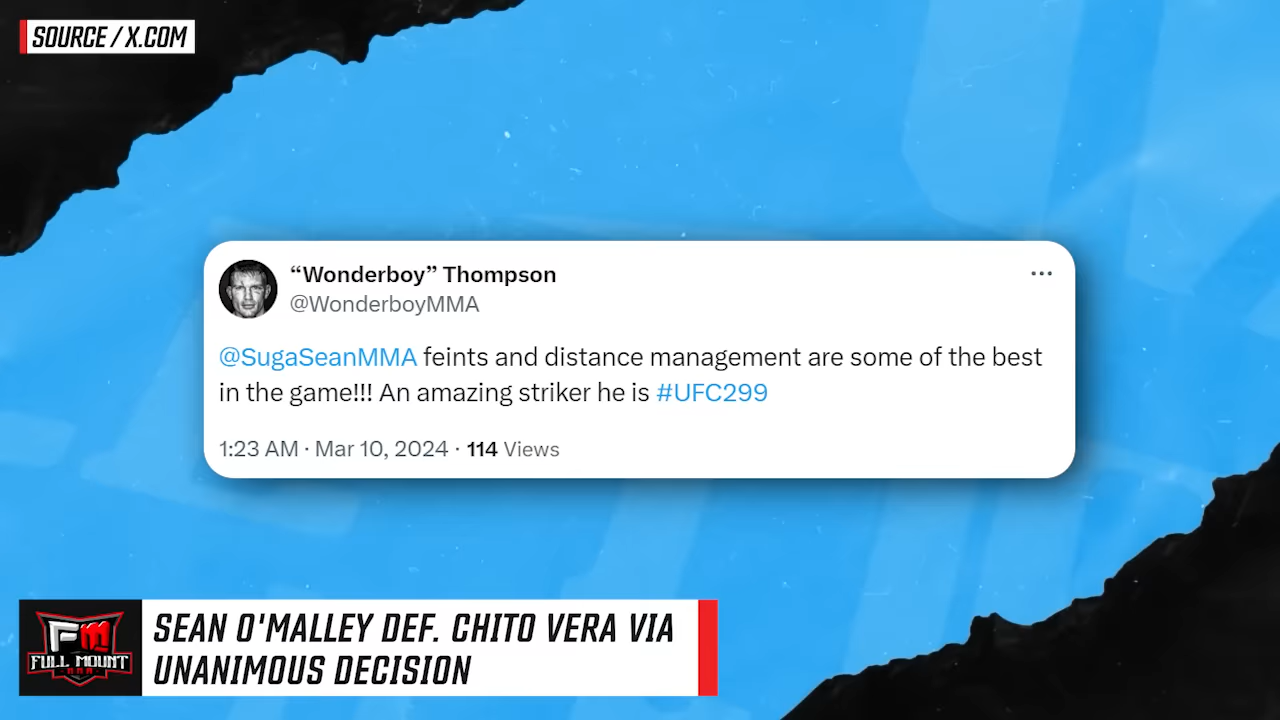 SOURCE / X.COM
“Wonderboy” Thompson
@WonderboyMMA
@SugaSeanMMA feints and distance management are some of the best
in the game!!! An amazing striker he is #UFC299
1:23 AM · Mar 10, 2024 · 114 Views
FM
FULL MOUNT
MMA
SEAN O'MALLEY DEF. CHITO VERA VIA
UNANIMOUS DECISION